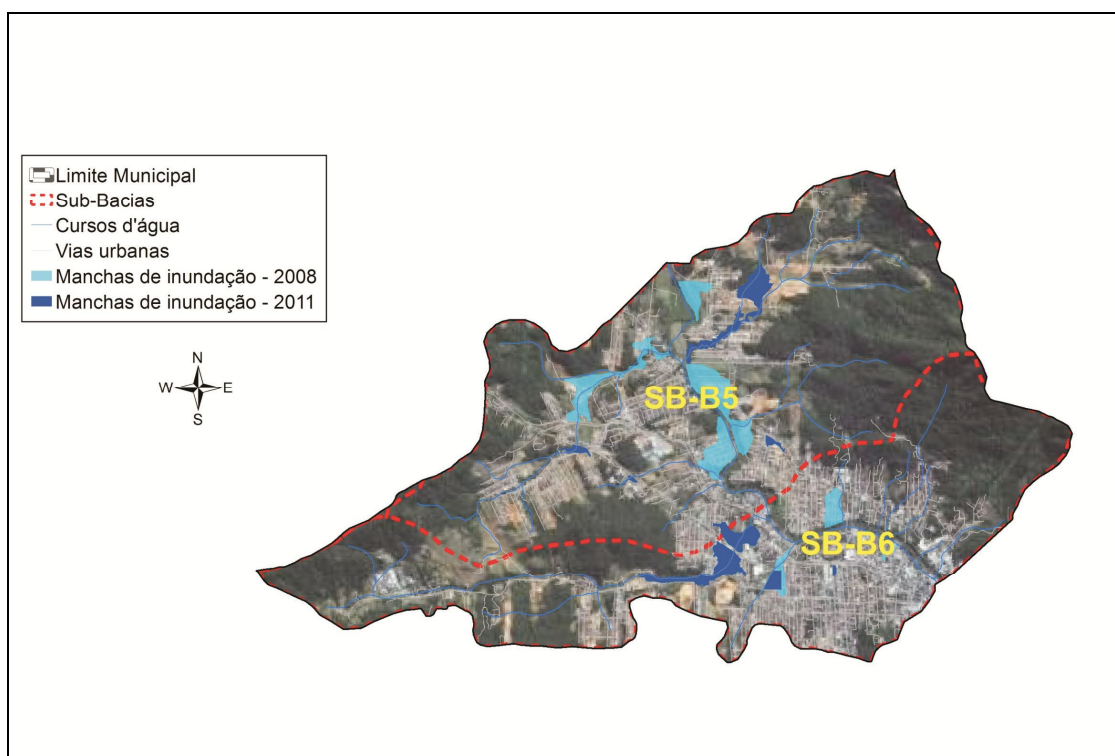 Limite Municipal
Sub-Bacias
Cursos d'água
Vias urbanas
Manchas de inundação - 2008
Manchas de inundação - 2011
N
W E
S
SB-B5
SB-B6